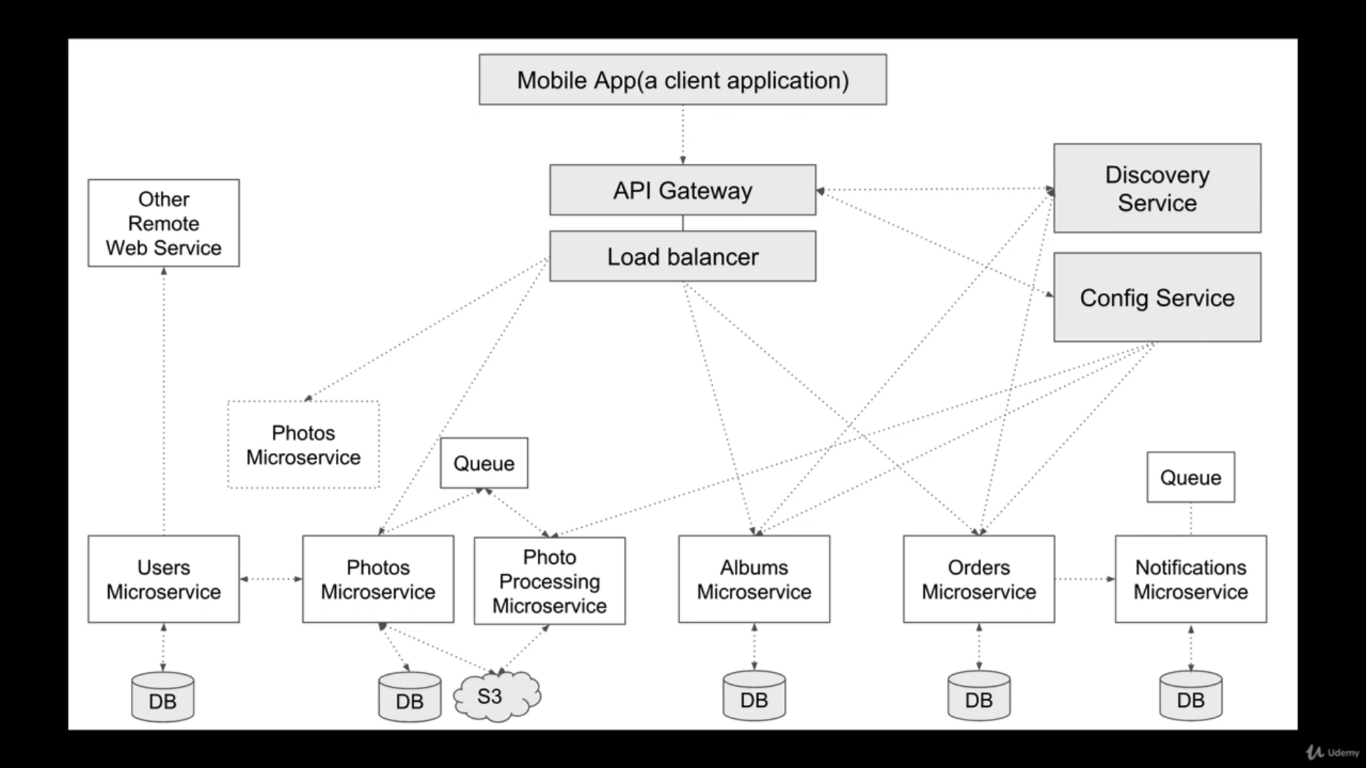 Mobile App(a client application)
API Gateway
Load balancer
Discovery
Service
Config Service
Other
Remote
Web Service
Photos
Microservice
Queue
Queue
Users
Microservice
Photos
Microservice
Photo
Processing
Microservice
Albums
Microservice
Orders
Microservice
Notifications
Microservice
DB
DB
S3
DB
DB
DB
Udemy